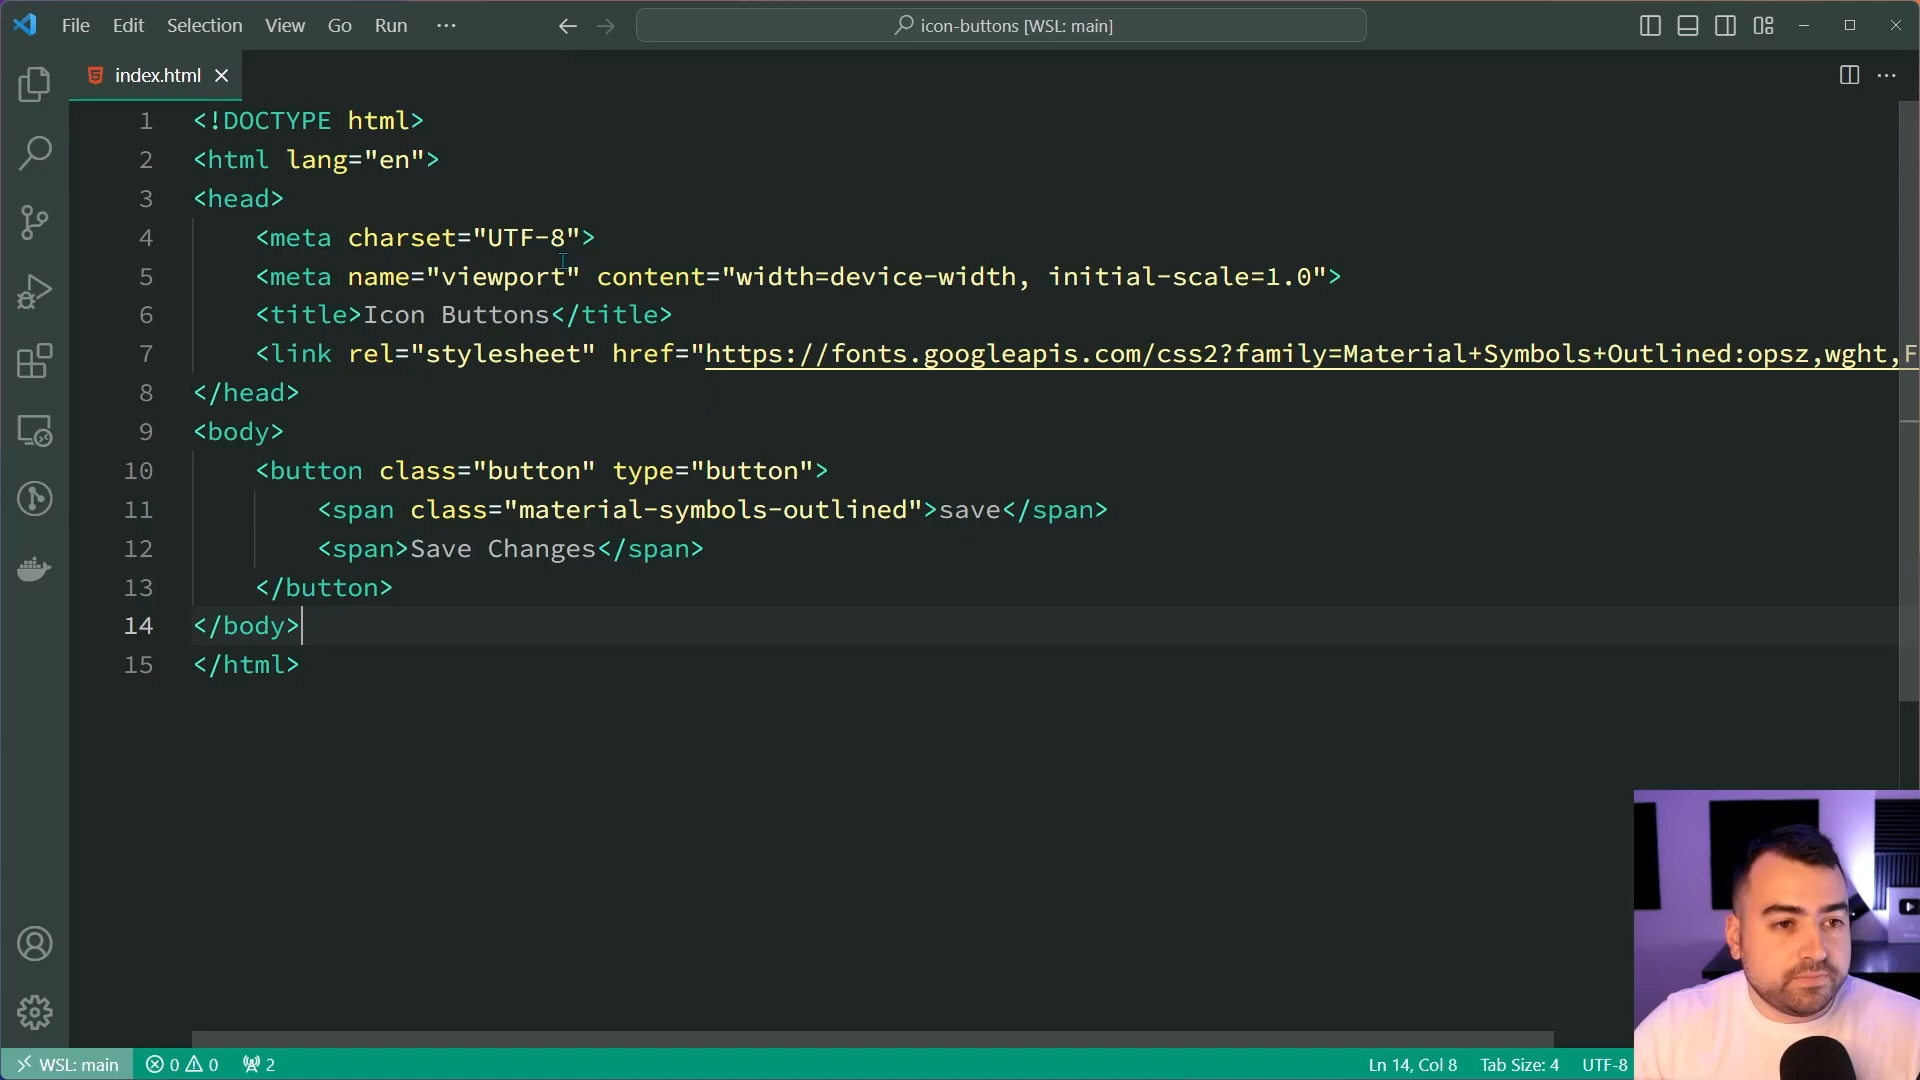 File Edit Selection View Go Run ···
icon-buttons [WSL: main]
index.html
1 <!DOCTYPE html>
2 <html lang="en">
3 <head>
4 <meta charset="UTF-8">
5 <meta name="viewport" content="width=device-width, initial-scale=1.0">
6 <title>Icon Buttons</title>
7 <link rel="stylesheet" href="https://fonts.googleapis.com/css2?family=Material+Symbols+Outlined:opsz,wght,F
8 </head>
9 <body>
10 <button class="button" type="button">
11 <span class="material-symbols-outlined">save</span>
12 <span>Save Changes</span>
13 </button>
14 </body>
15 </html>
WSL: main 0 0 2 Ln 14, Col 8 Tab Size: 4 UTF-8